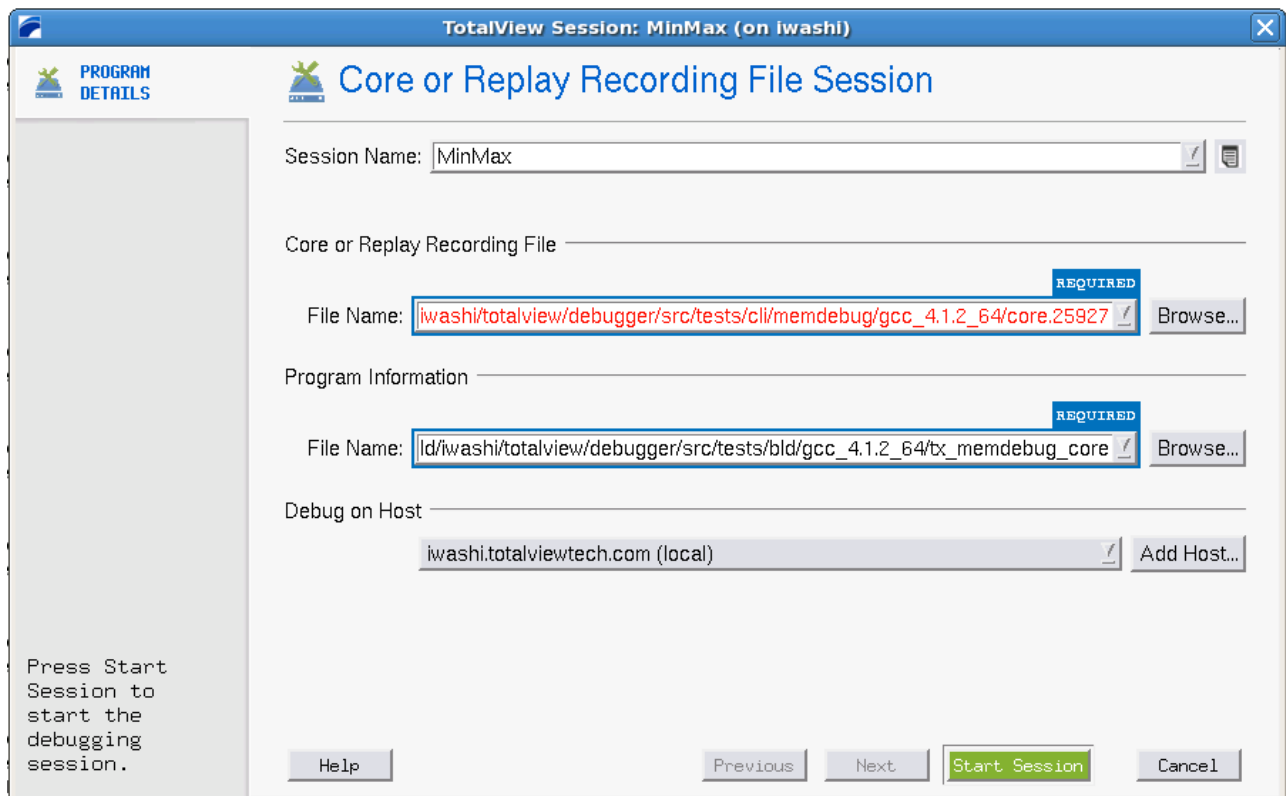 TotalView Session: MinMax (on iwashi)
PROGRAM
DETAILS
Core or Replay Recording File Session
Session Name: MinMax
Core or Replay Recording File
REQUIRED
File Name: iwashi/totalview/debugger/src/tests/cli/memdebug/gcc_4.1.2_64/core.25927 Browse...
Program Information
REQUIRED
File Name: ld/iwashi/totalview/debugger/src/tests/bld/gcc_4.1.2_64/tx_memdebug_core Browse...
Debug on Host
iwashi.totalviewtech.com (local) Add Host...
Press Start
Session to
start the
debugging
session.
Help Previous Next Start Session Cancel